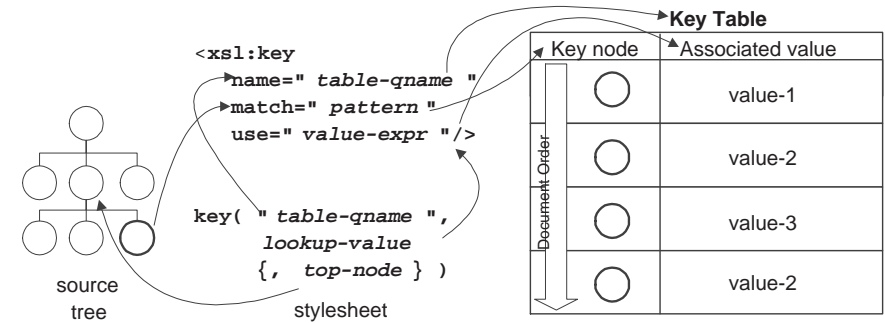 <xsl:key
name=" table-qname "
match=" pattern "
use=" value-expr "/>
key( " table-qname ",
lookup-value
{, top-node } )
source
tree
stylesheet
Key Table
Key node Associated value
Document Order
value-1
value-2
value-3
value-2